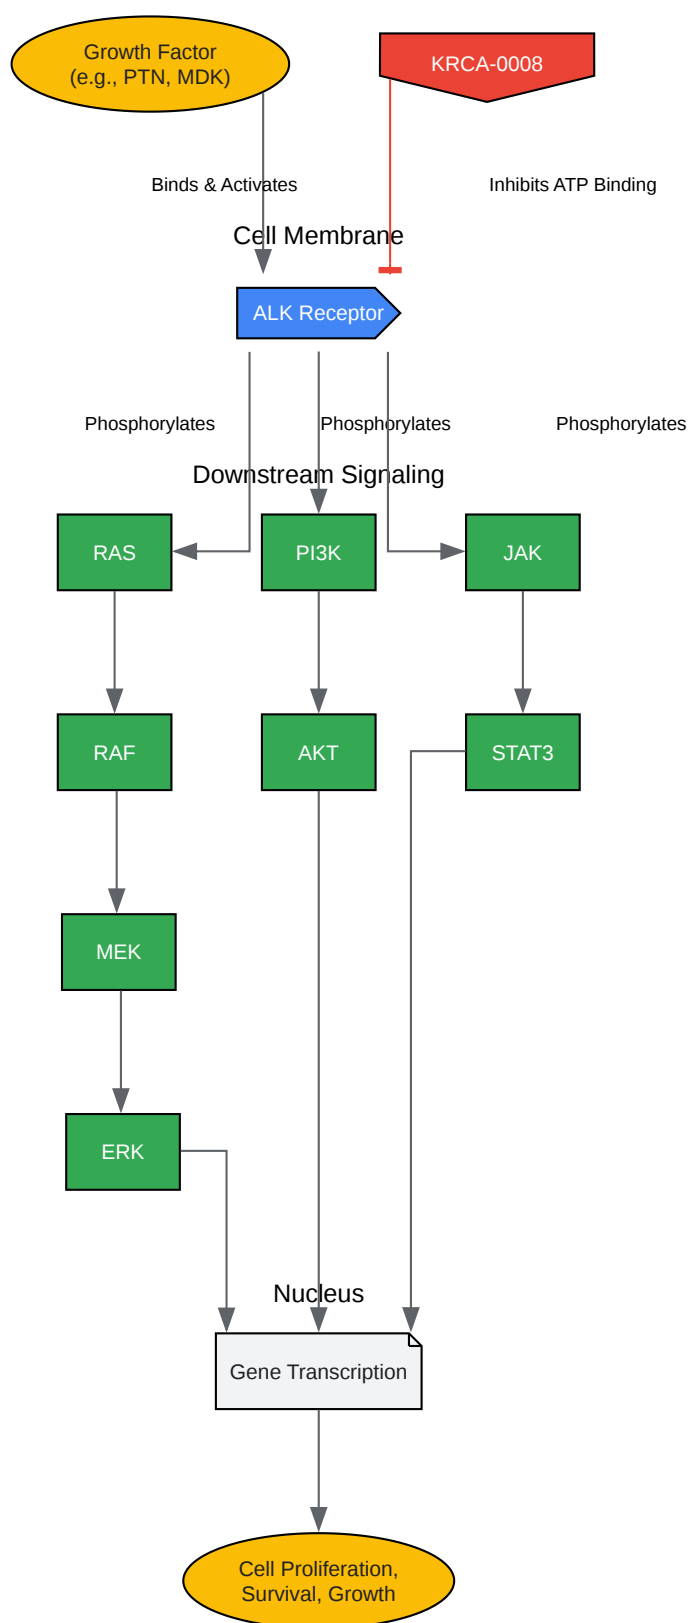 Growth Factor
(e.g., PTN, MDK)
KRCA-0008
Binds & Activates
Inhibits ATP Binding
Cell Membrane
ALK Receptor
Phosphorylates
Phosphorylates
Phosphorylates
Downstream Signaling
RAS
PI3K
JAK
RAF
AKT
STAT3
MEK
ERK
Nucleus
Gene Transcription
Cell Proliferation,
Survival, Growth